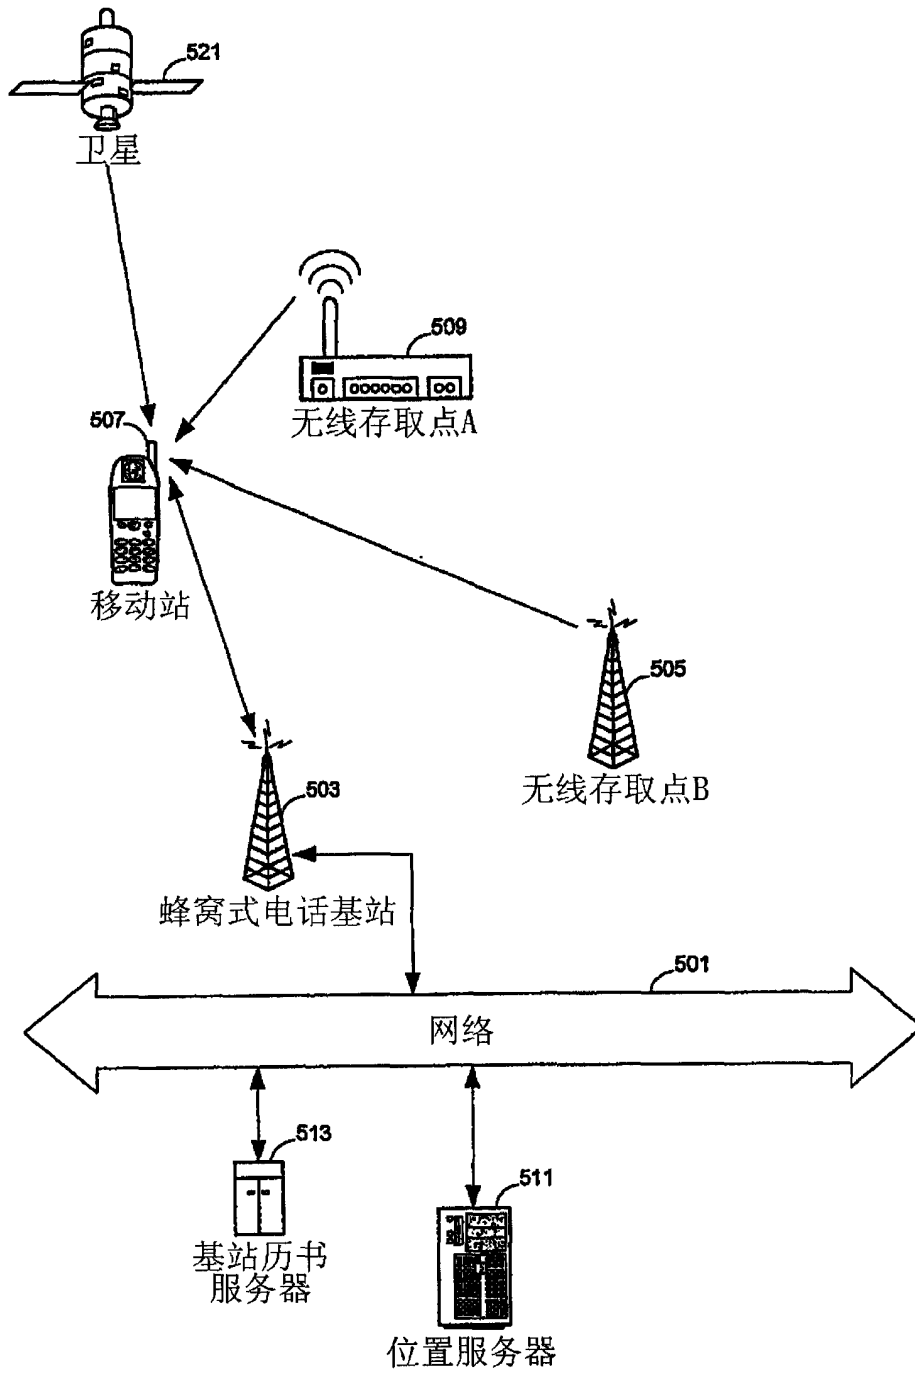 521
卫星
509
无线存取点A
507
移动站
505
无线存取点B
503
蜂窝式电话基站
501
网络
513
基站历书
服务器
511
位置服务器